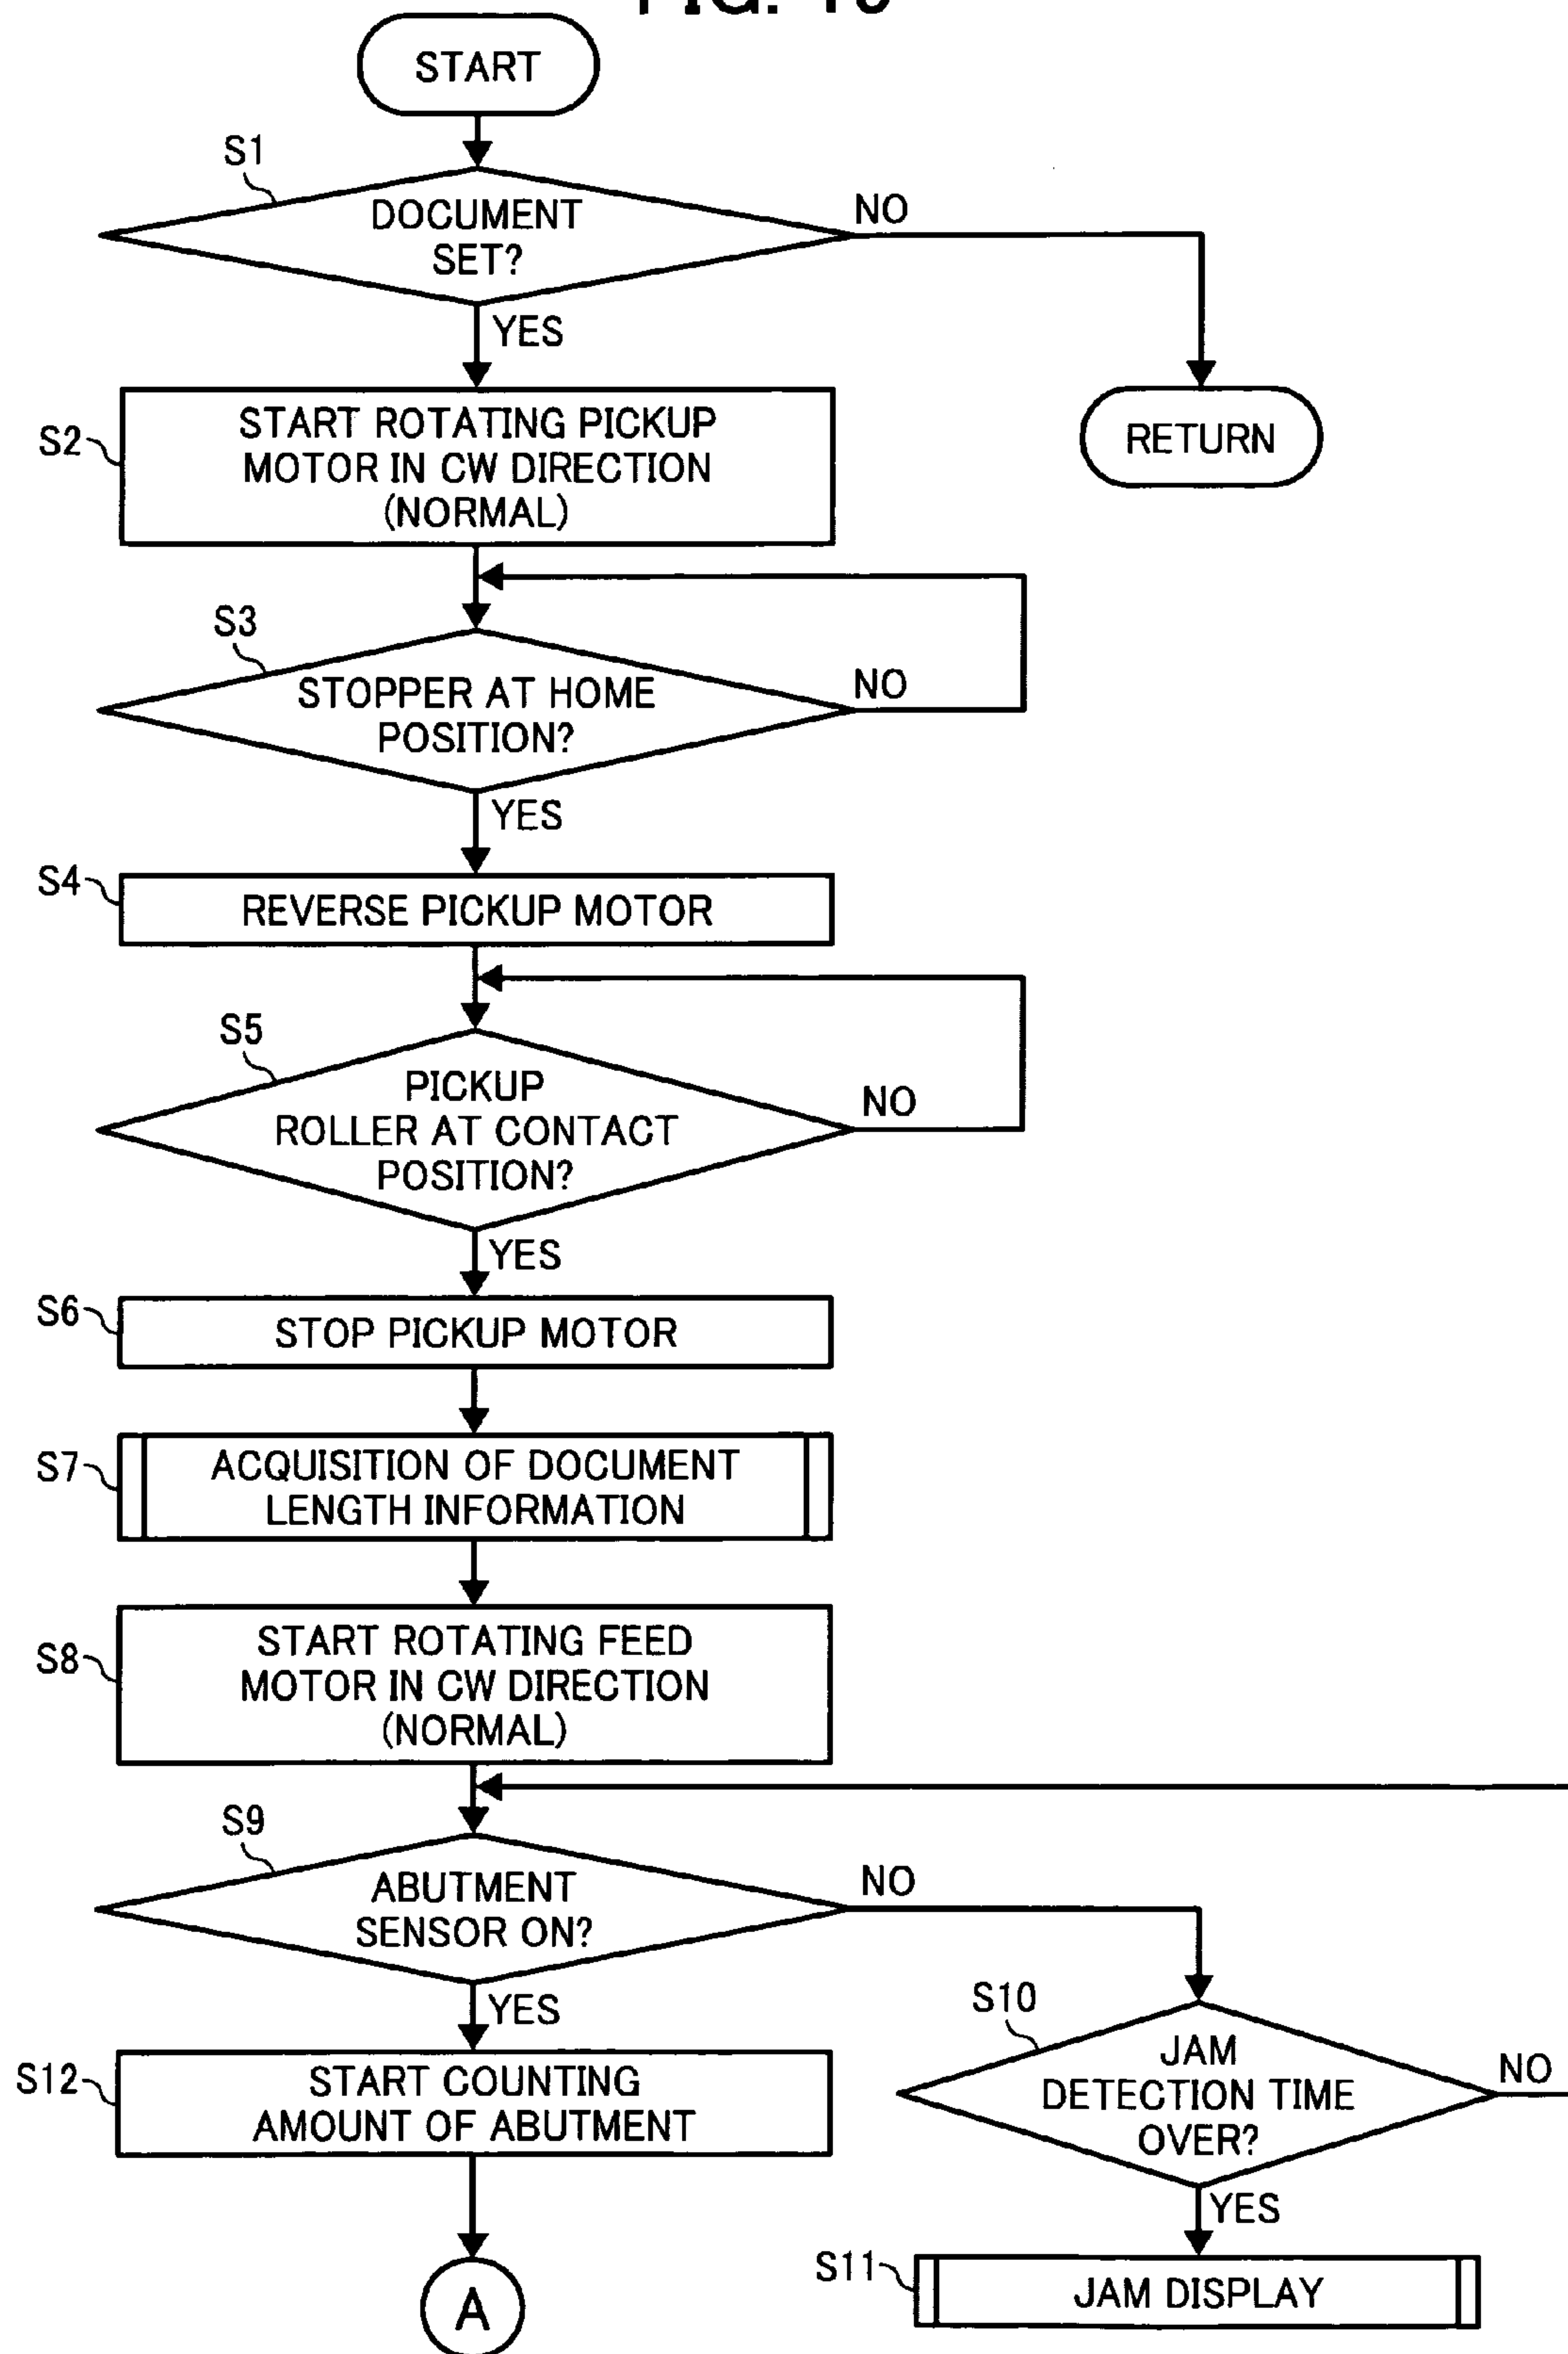 START
S1
DOCUMENT
SET?
NO
YES
S2
START ROTATING PICKUP
MOTOR IN CW DIRECTION
(NORMAL)
RETURN
S3
STOPPER AT HOME
POSITION?
NO
YES
S4
REVERSE PICKUP MOTOR
S5
PICKUP
ROLLER AT CONTACT
POSITION?
NO
YES
S6
STOP PICKUP MOTOR
S7
ACQUISITION OF DOCUMENT
LENGTH INFORMATION
S8
START ROTATING FEED
MOTOR IN CW DIRECTION
(NORMAL)
S9
ABUTMENT
SENSOR ON?
NO
YES
S10
JAM
DETECTION TIME
OVER?
NO
YES
S12
START COUNTING
AMOUNT OF ABUTMENT
S11
JAM DISPLAY
A